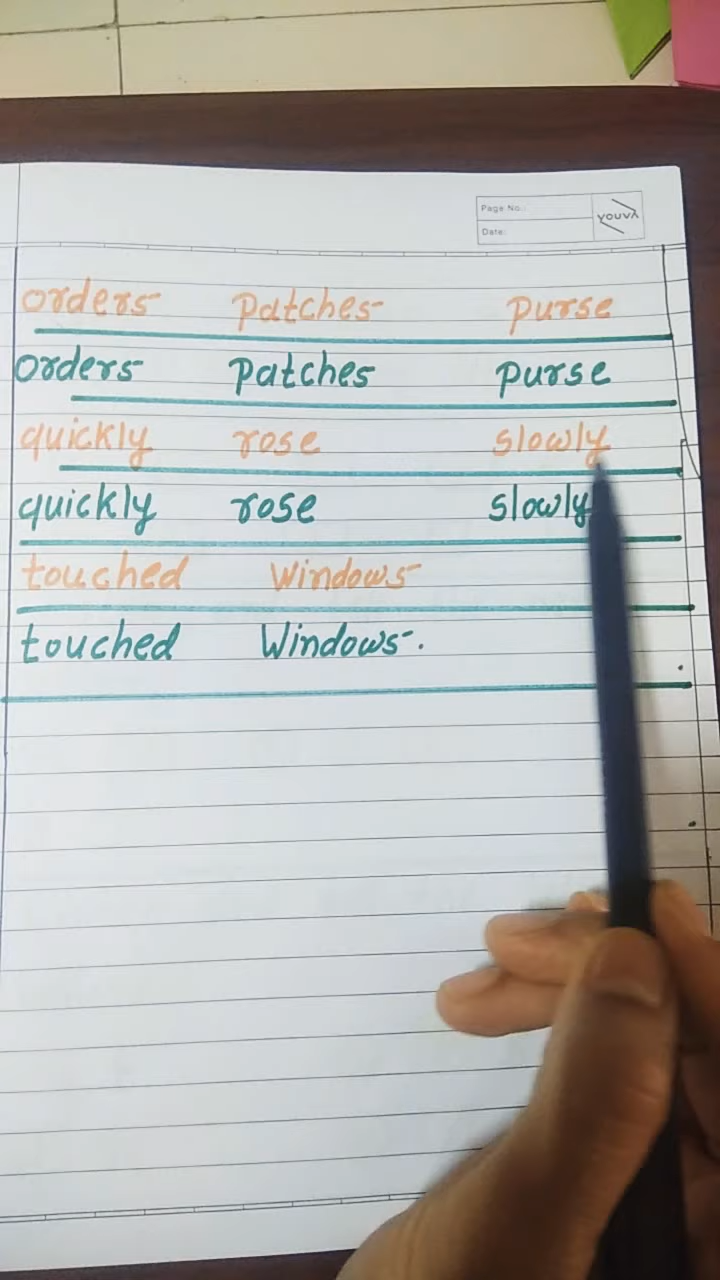 Page No.:
Date:
YOUVA
orders patches purse
orders patches purse
quickly rose slowly
quickly rose slowly
touched windows
touched windows.